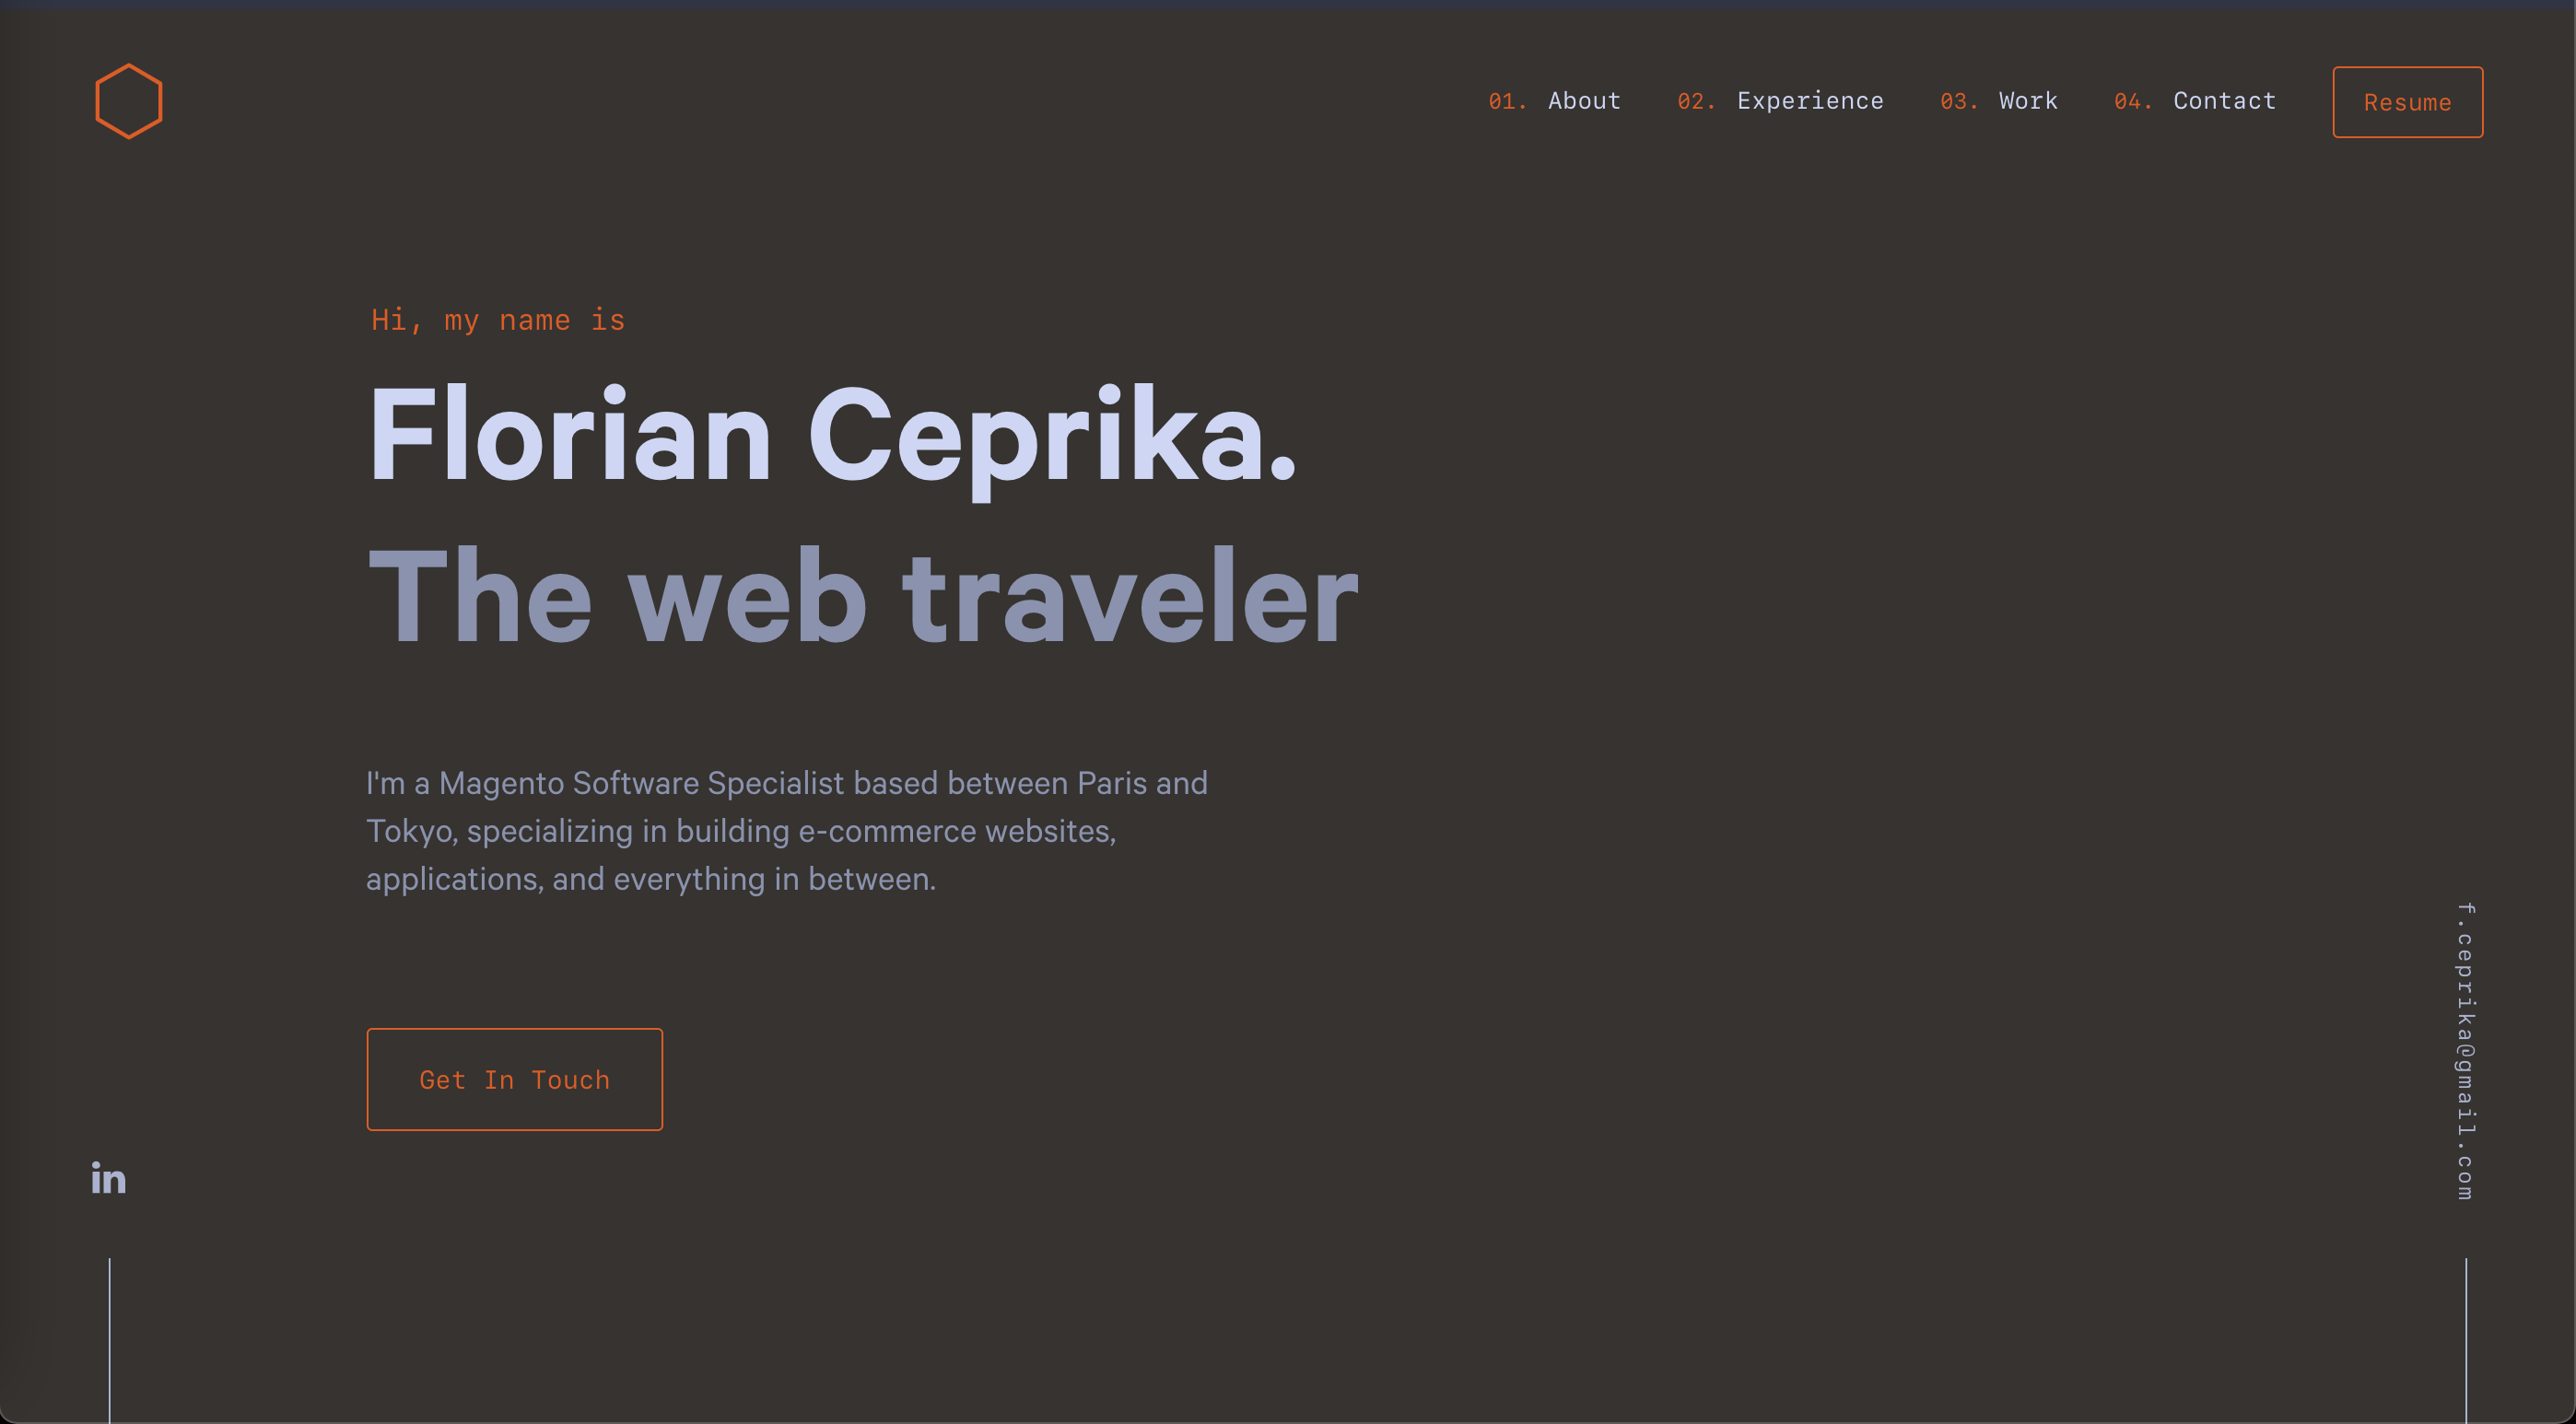 01. About 02. Experience 03. Work 04. Contact Resume
Hi, my name is
Florian Ceprika.
The web traveler
I'm a Magento Software Specialist based between Paris and
Tokyo, specializing in building e-commerce websites,
applications, and everything in between.
Get In Touch
in
f.ceprika@gmail.com